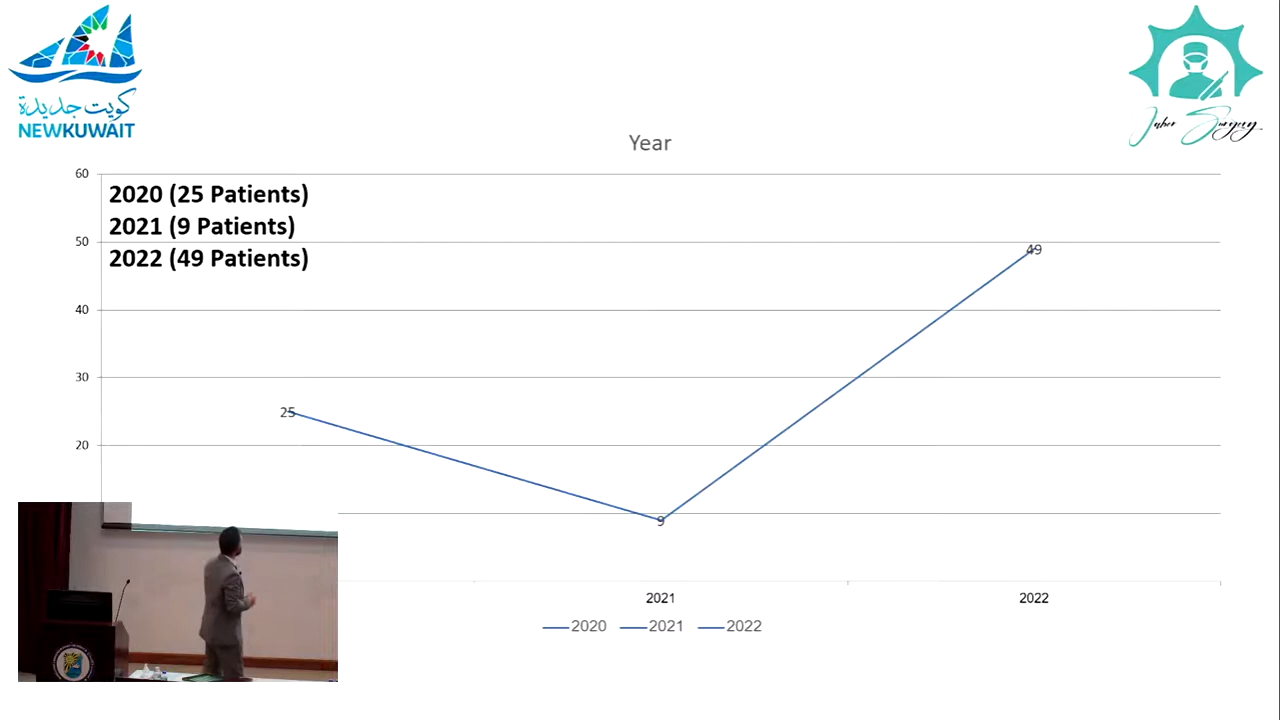 كويت جديدة
NEWKUWAIT
Jaber Surgery
Year
60
2020 (25 Patients)
2021 (9 Patients)
2022 (49 Patients)
50
49
40
30
25
20
9
2021
2022
2020
2021
2022